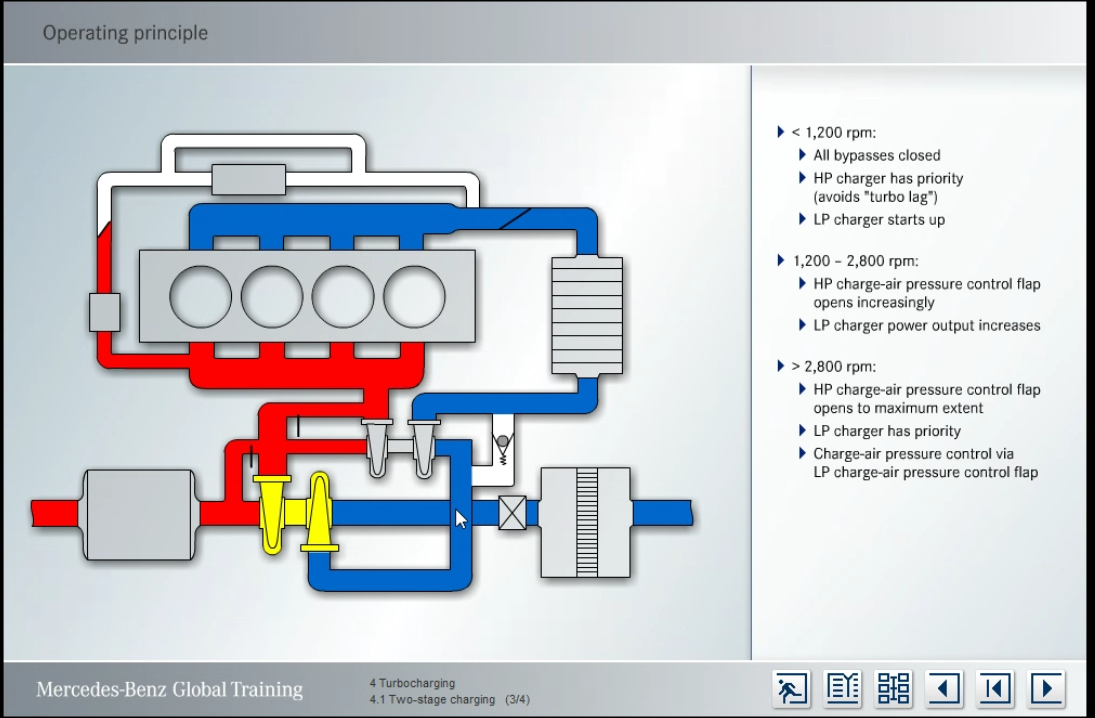 Operating principle
< 1,200 rpm:
All bypasses closed
HP charger has priority
(avoids "turbo lag")
LP charger starts up
1,200 – 2,800 rpm:
HP charge-air pressure control flap
opens increasingly
LP charger power output increases
> 2,800 rpm:
HP charge-air pressure control flap
opens to maximum extent
LP charger has priority
Charge-air pressure control via
LP charge-air pressure control flap
Mercedes-Benz Global Training
4 Turbocharging
4.1 Two-stage charging (3/4)